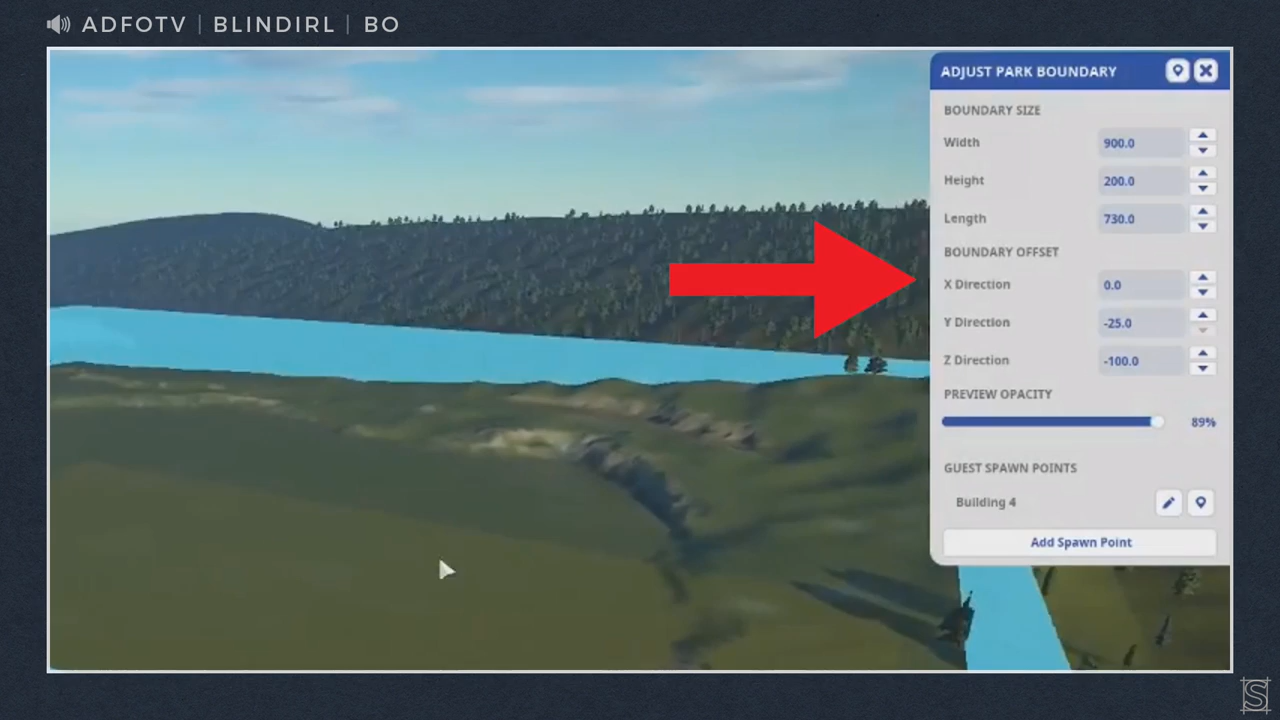 ADFOTV | BLINDIRL | BO
ADJUST PARK BOUNDARY
BOUNDARY SIZE
Width 900.0
Height 200.0
Length 730.0
BOUNDARY OFFSET
X Direction 0.0
Y Direction -25.0
Z Direction -100.0
PREVIEW OPACITY
89%
GUEST SPAWN POINTS
Building 4
Add Spawn Point
S